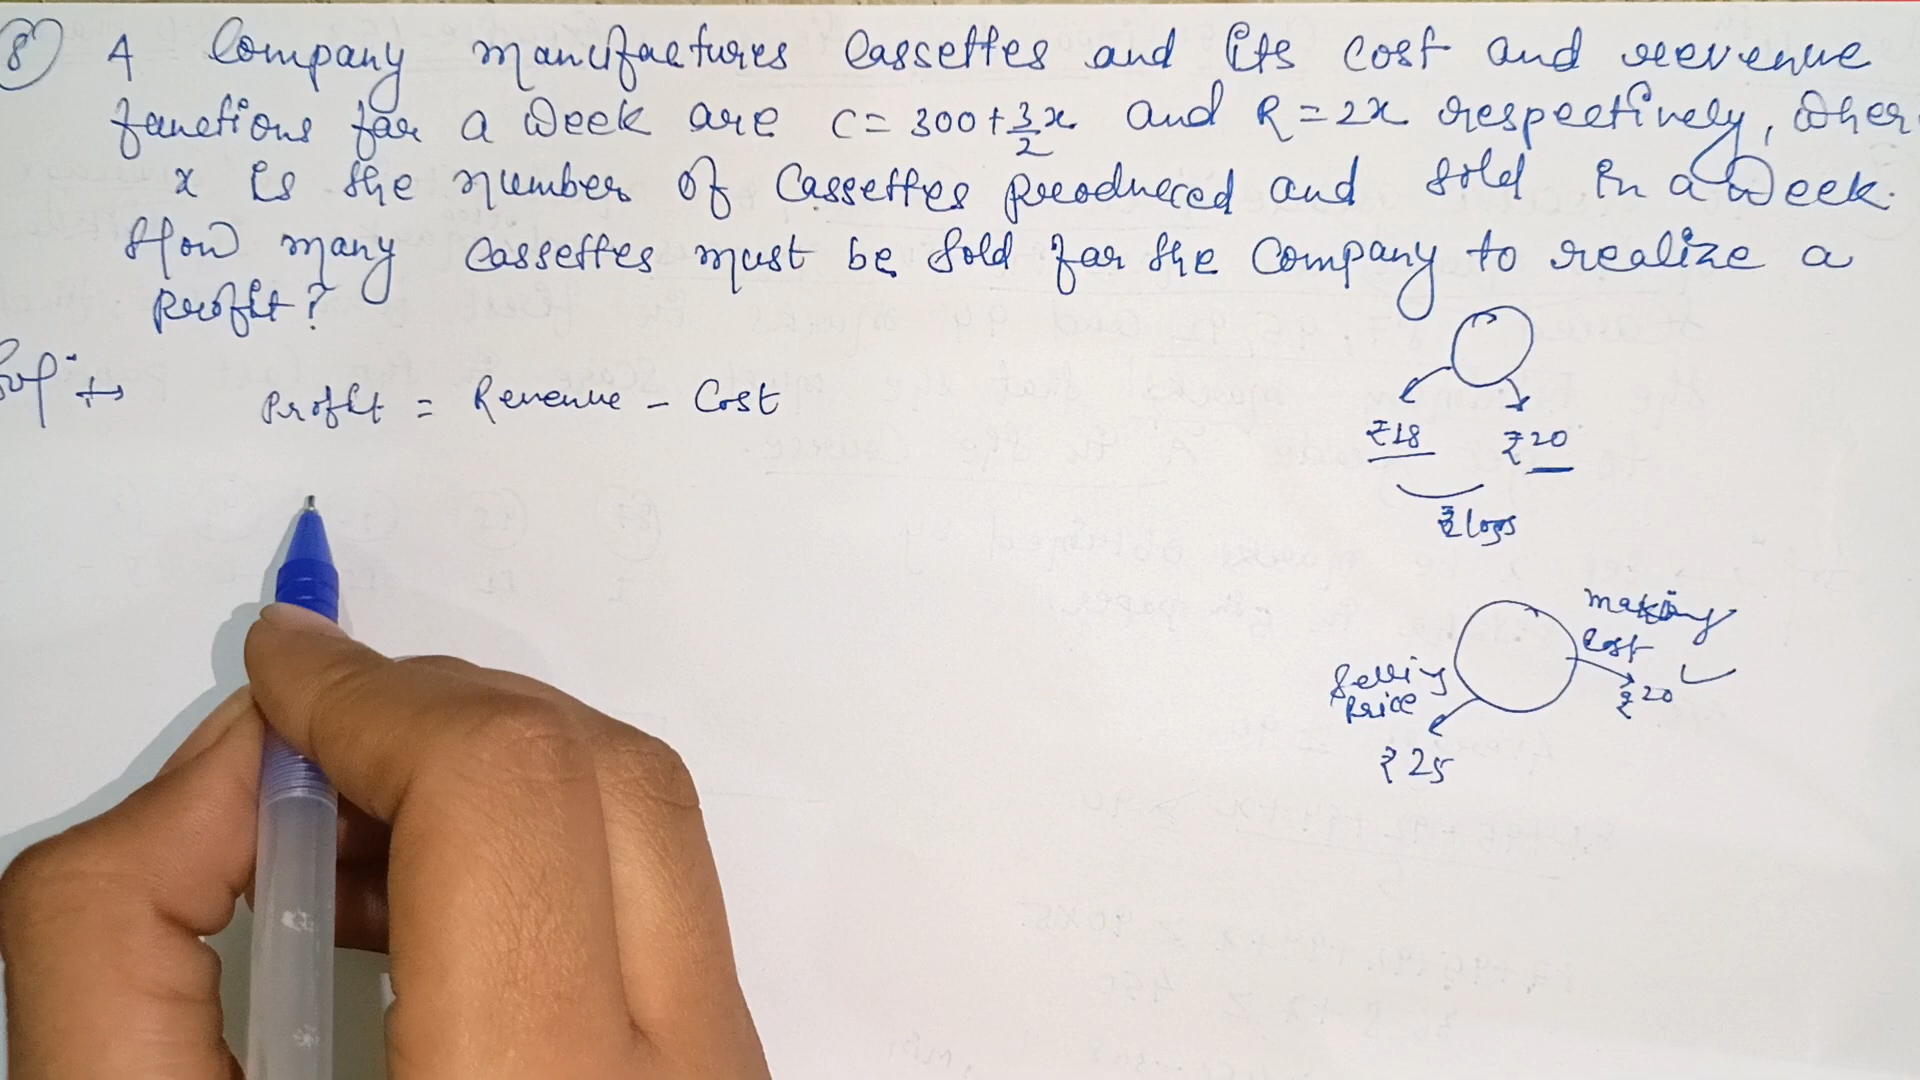 8 A Company manufactures Cassettes and its cost and revenue
functions for a week are C = 300 + 3/2 x and R = 2x respectively, wher
x is the number of Cassettes produced and sold in a week.
How many cassettes must be sold for the company to realize a
profit?
Sol
Profit = Revenue - Cost
₹18 ₹20
₹2 loss
making
cost
₹20
Selling
Price
₹25